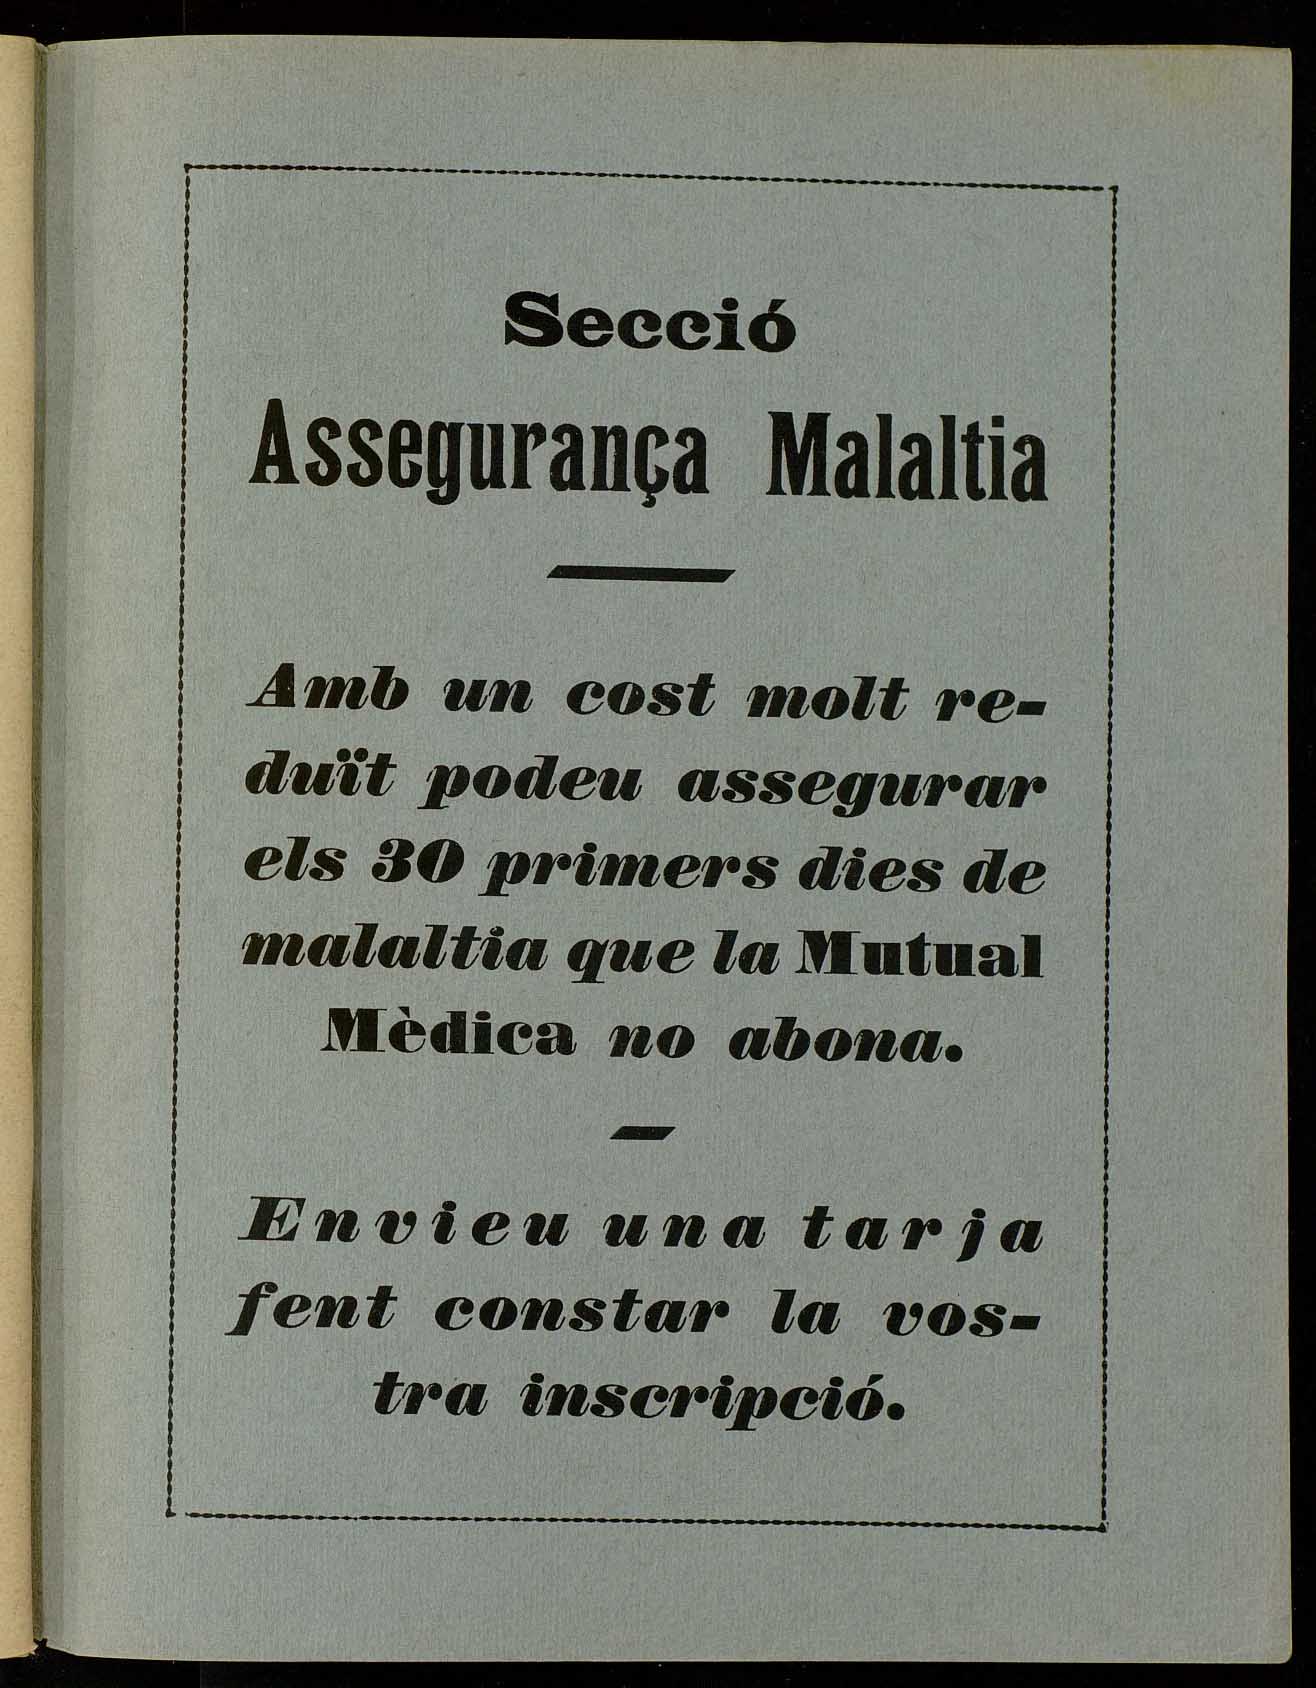 Secció
Assegurança Malaltia
Amb un cost molt re-
duït podeu assegurar
els 30 primers dies de
malaltia que la Mutual
Mèdica no abona.
Envieu una tarja
fent constar la vos-
tra inscripció.